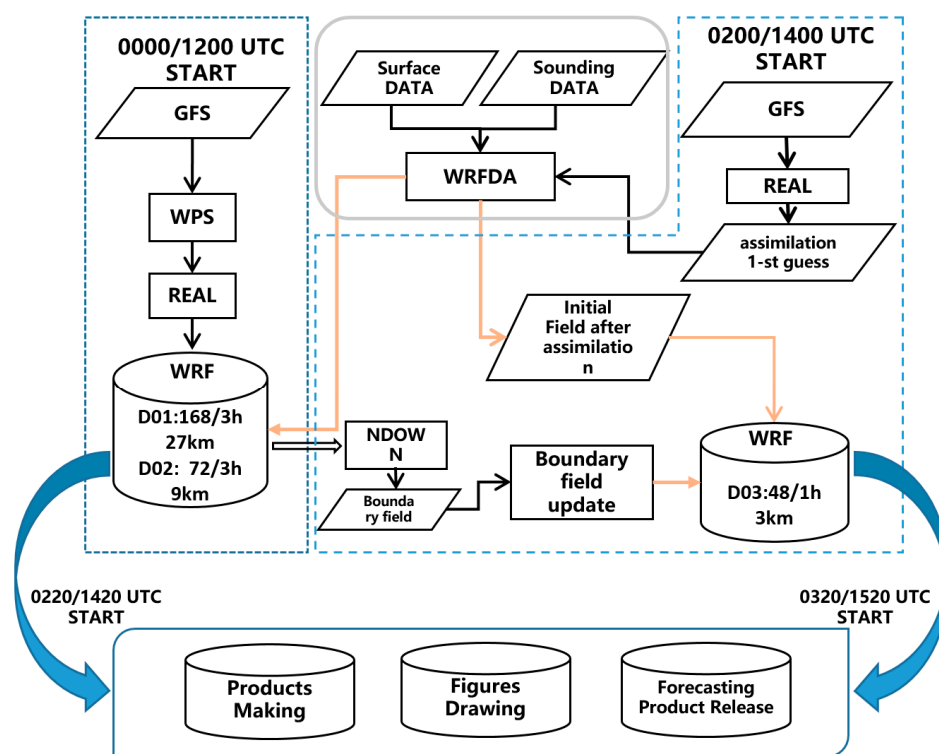 0000/1200 UTC
START
GFS
WPS
REAL
WRF
D01:168/3h
27km
D02: 72/3h
9km
Surface
DATA
Sounding
DATA
WRFDA
0200/1400 UTC
START
GFS
REAL
assimilation
1-st guess
Initial
Field after
assimilatio
n
NDOW
N
Bounda
ry field
Boundary
field
update
WRF
D03:48/1h
3km
0220/1420 UTC
START
0320/1520 UTC
START
Products
Making
Figures
Drawing
Forecasting
Product Release